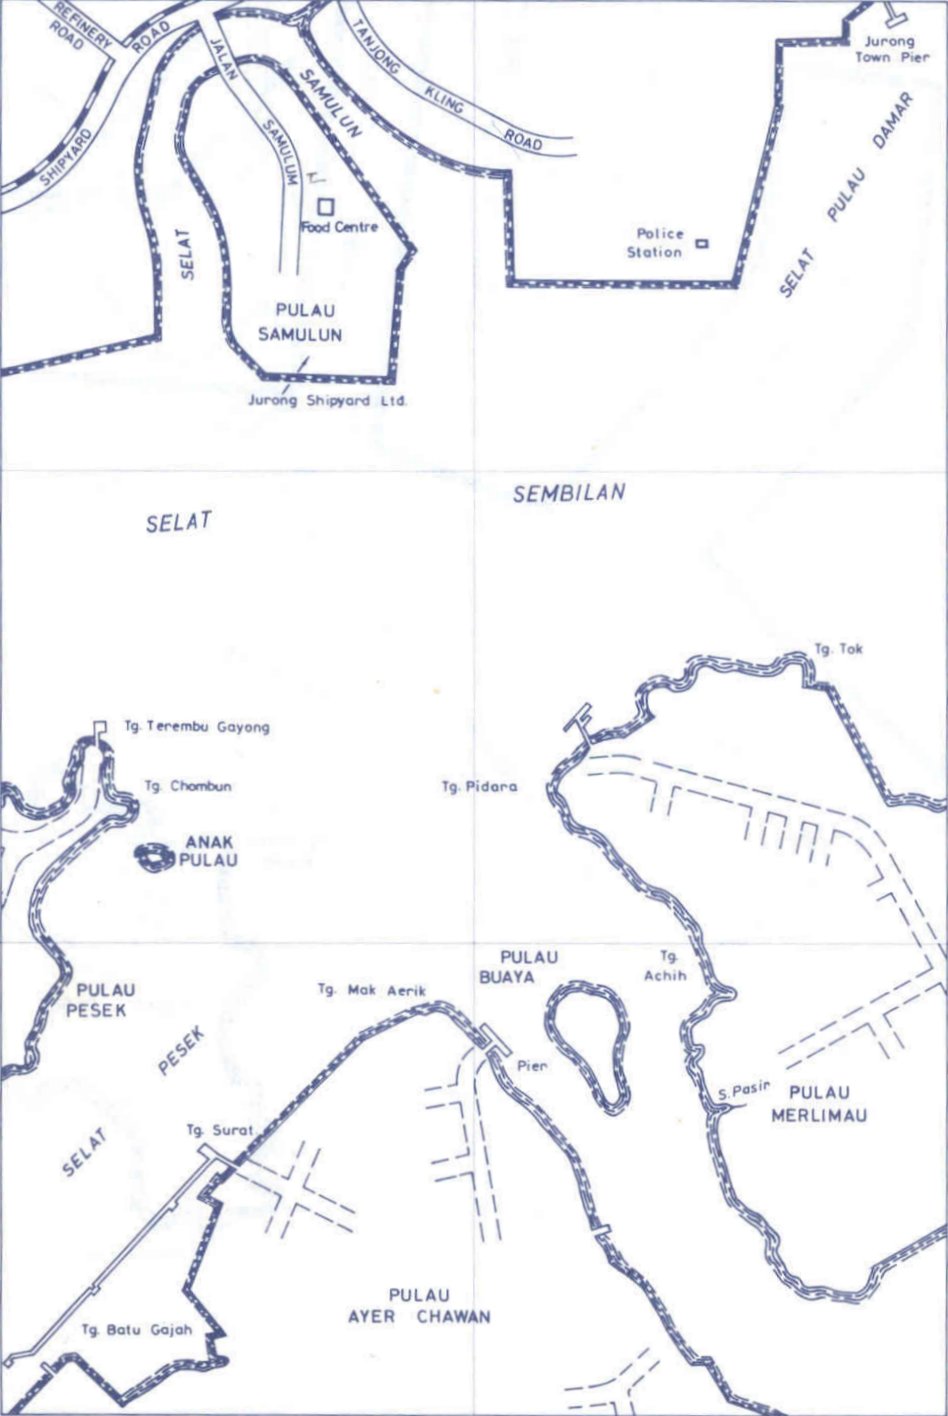 REFINERY
ROAD
ROAD
SHIPYARD
JALAN
SAMULUM
SAMULUN
SELAT
TANJONG
KLING
ROAD
Jurong
Town Pier
SELAT PULAU DAMAR
Food Centre
Police
Station
PULAU
SAMULUN
Jurong Shipyard Ltd.
SELAT
SEMBILAN
Tg. Tok
Tg. Terembu Gayong
Tg. Chombun
Tg. Pidara
ANAK
PULAU
PULAU
BUAYA
Tg.
Achih
PULAU
PESEK
Tg. Mak Aerik
PESEK
SELAT
Pier
S. Pasir
PULAU
MERLIMAU
Tg. Surat
PULAU
AYER CHAWAN
Tg. Batu Gajah